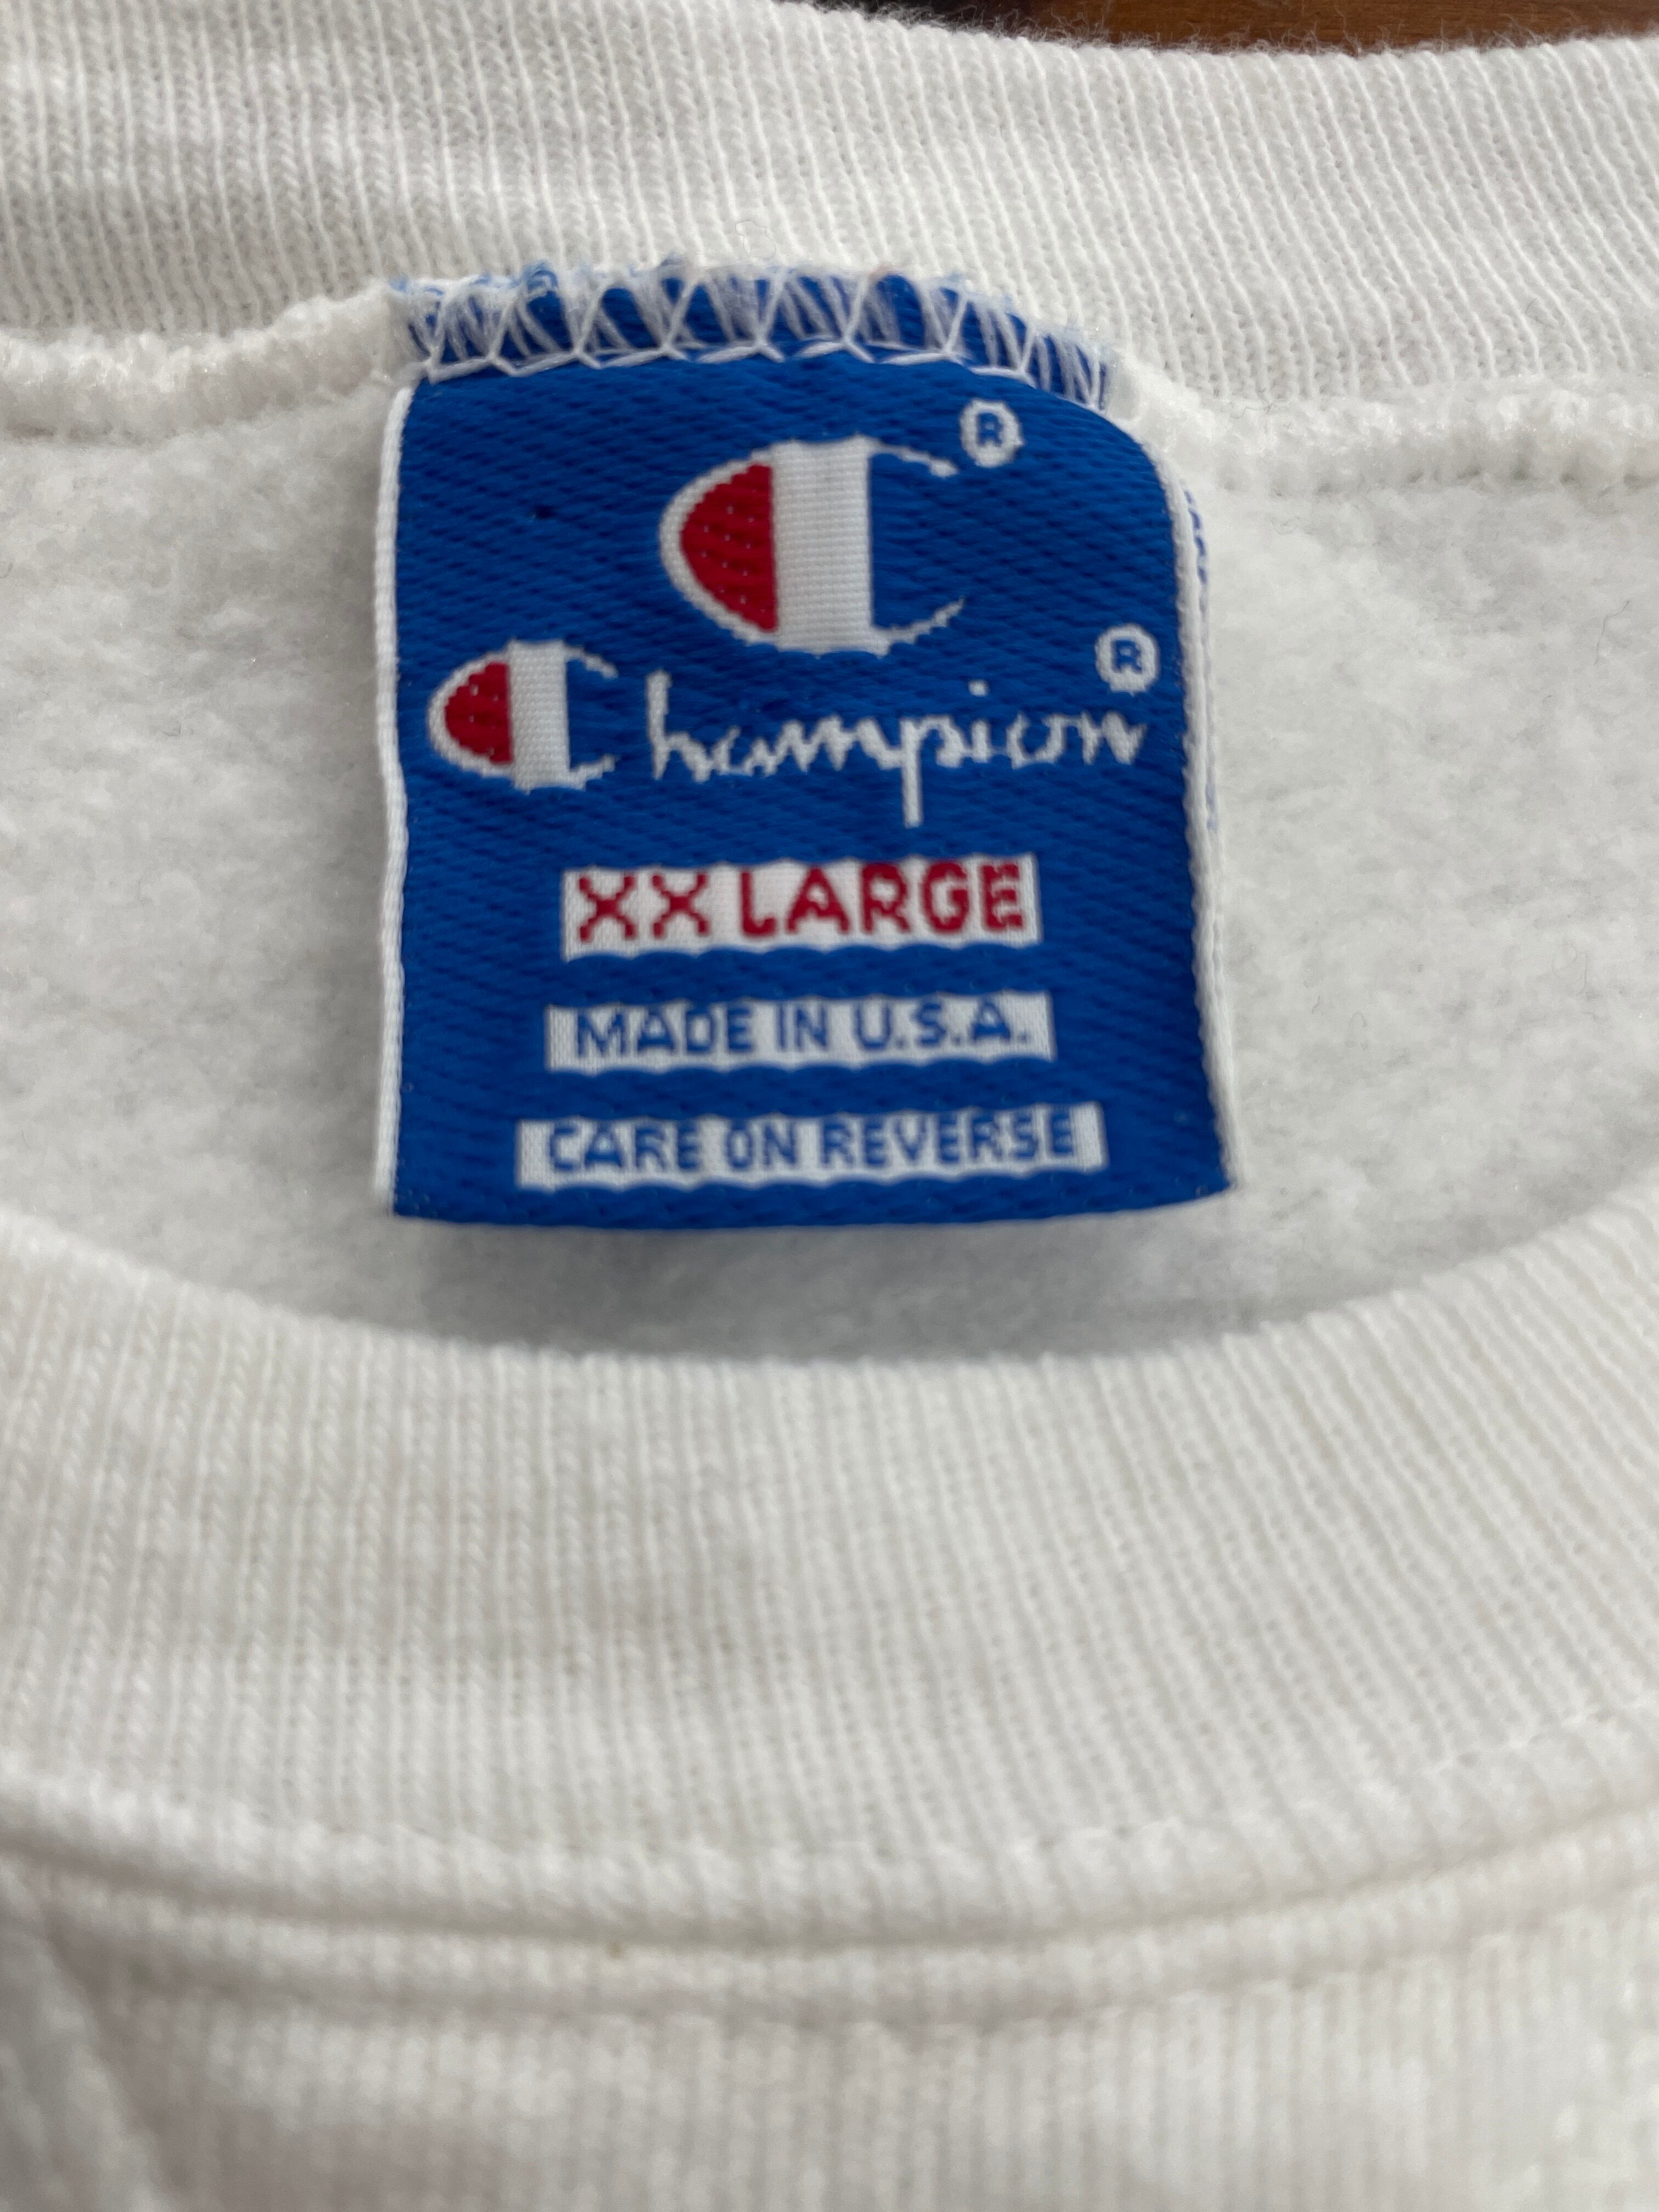 ®
Champion®
XX LARGE
MADE IN U.S.A.
CARE ON REVERSE